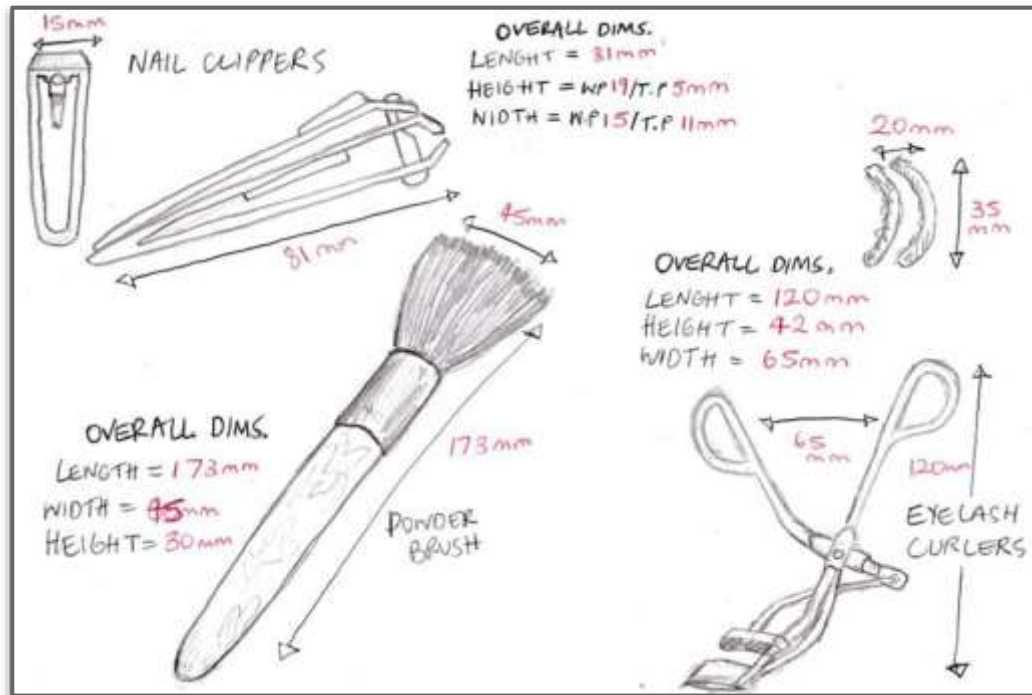 15mm
NAIL CLIPPERS
OVERALL DIMS.
LENGHT = 81mm
HEIGHT = W.P 19/T.P 5mm
WIDTH = W.P 15/T.P 11mm
81mm
45mm
20mm
35
mm
OVERALL DIMS.
LENGHT = 120mm
HEIGHT = 42mm
WIDTH = 65mm
OVERALL DIMS.
LENGTH = 173mm
WIDTH = 45mm
HEIGHT = 30mm
173mm
POWDER
BRUSH
65
mm
120mm
EYELASH
CURLERS